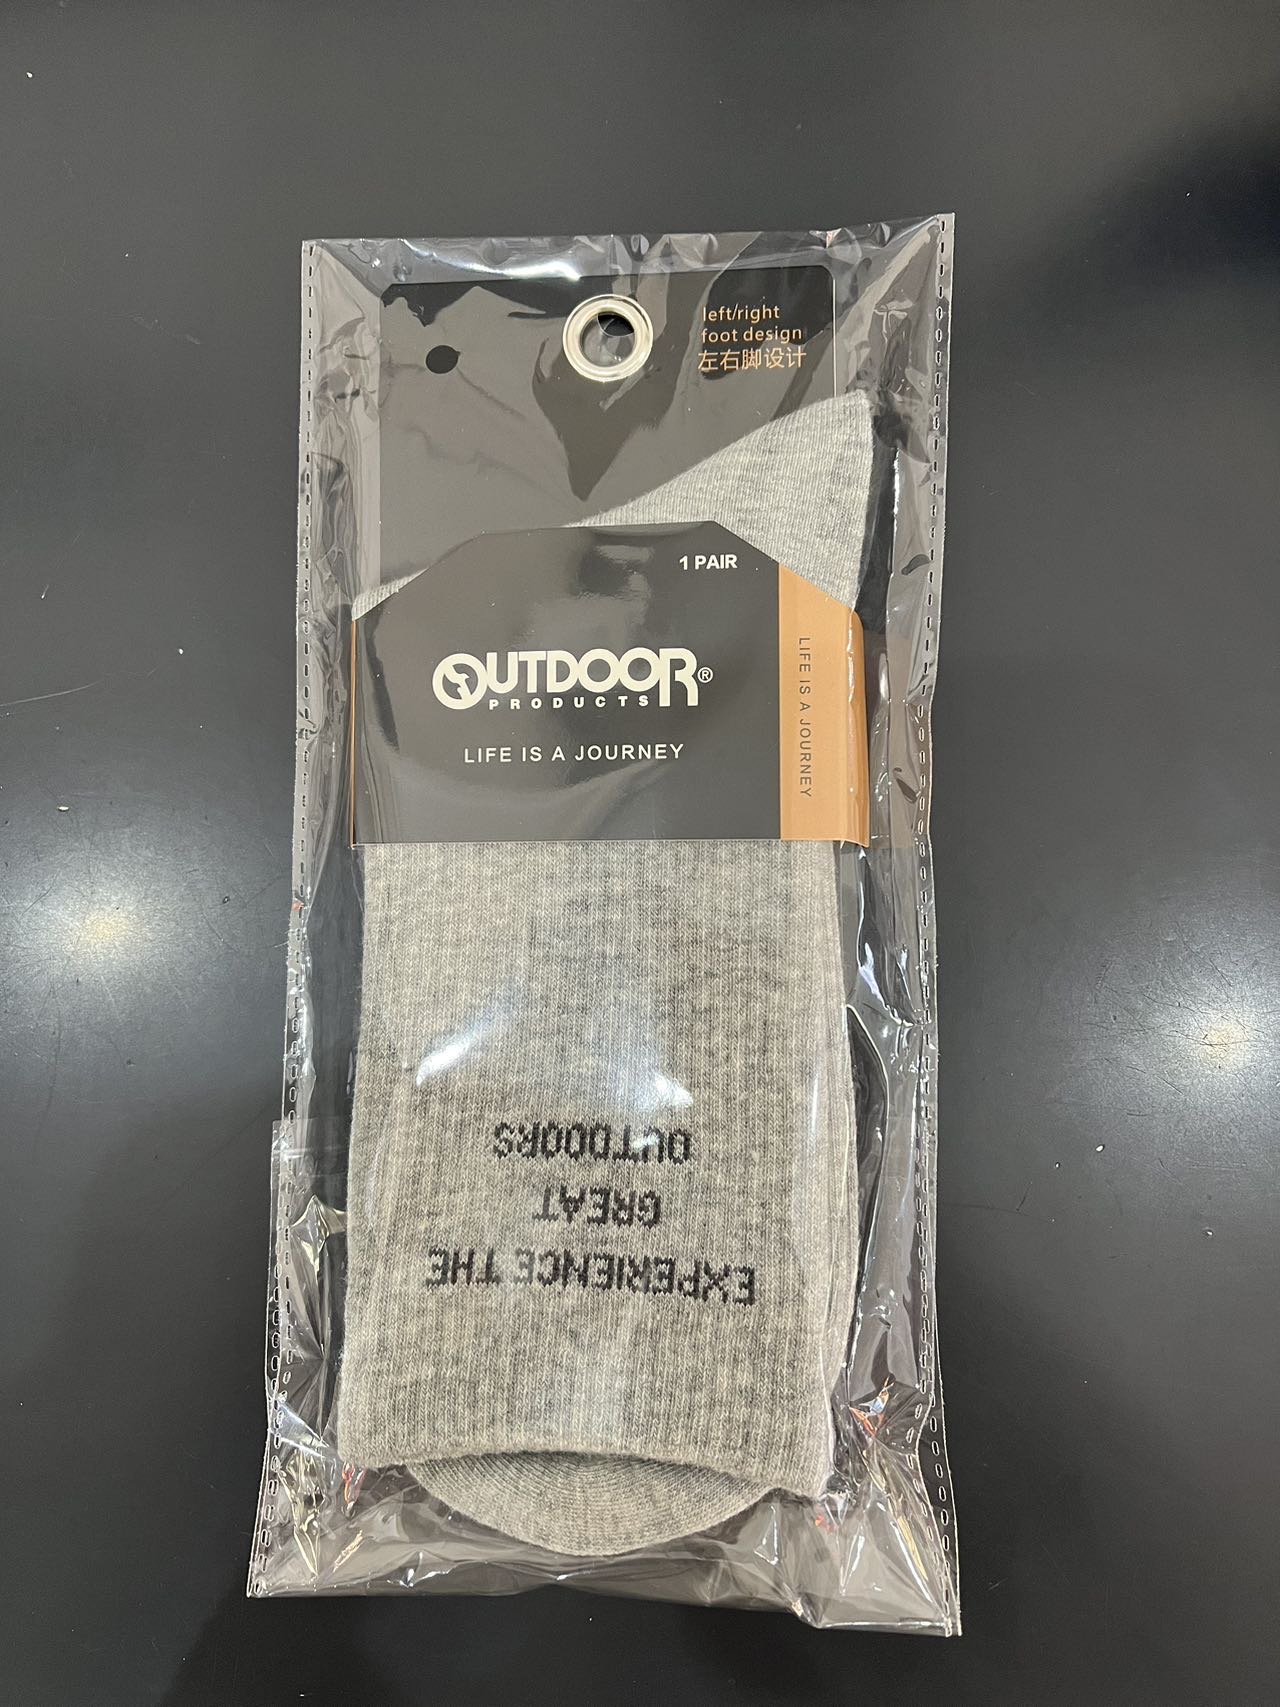 left/right
foot design
左右脚设计
1 PAIR
OUTDOOR®
PRODUCTS
LIFE IS A JOURNEY
LIFE IS A JOURNEY
EXPERIENCE THE
GREAT
OUTDOORS